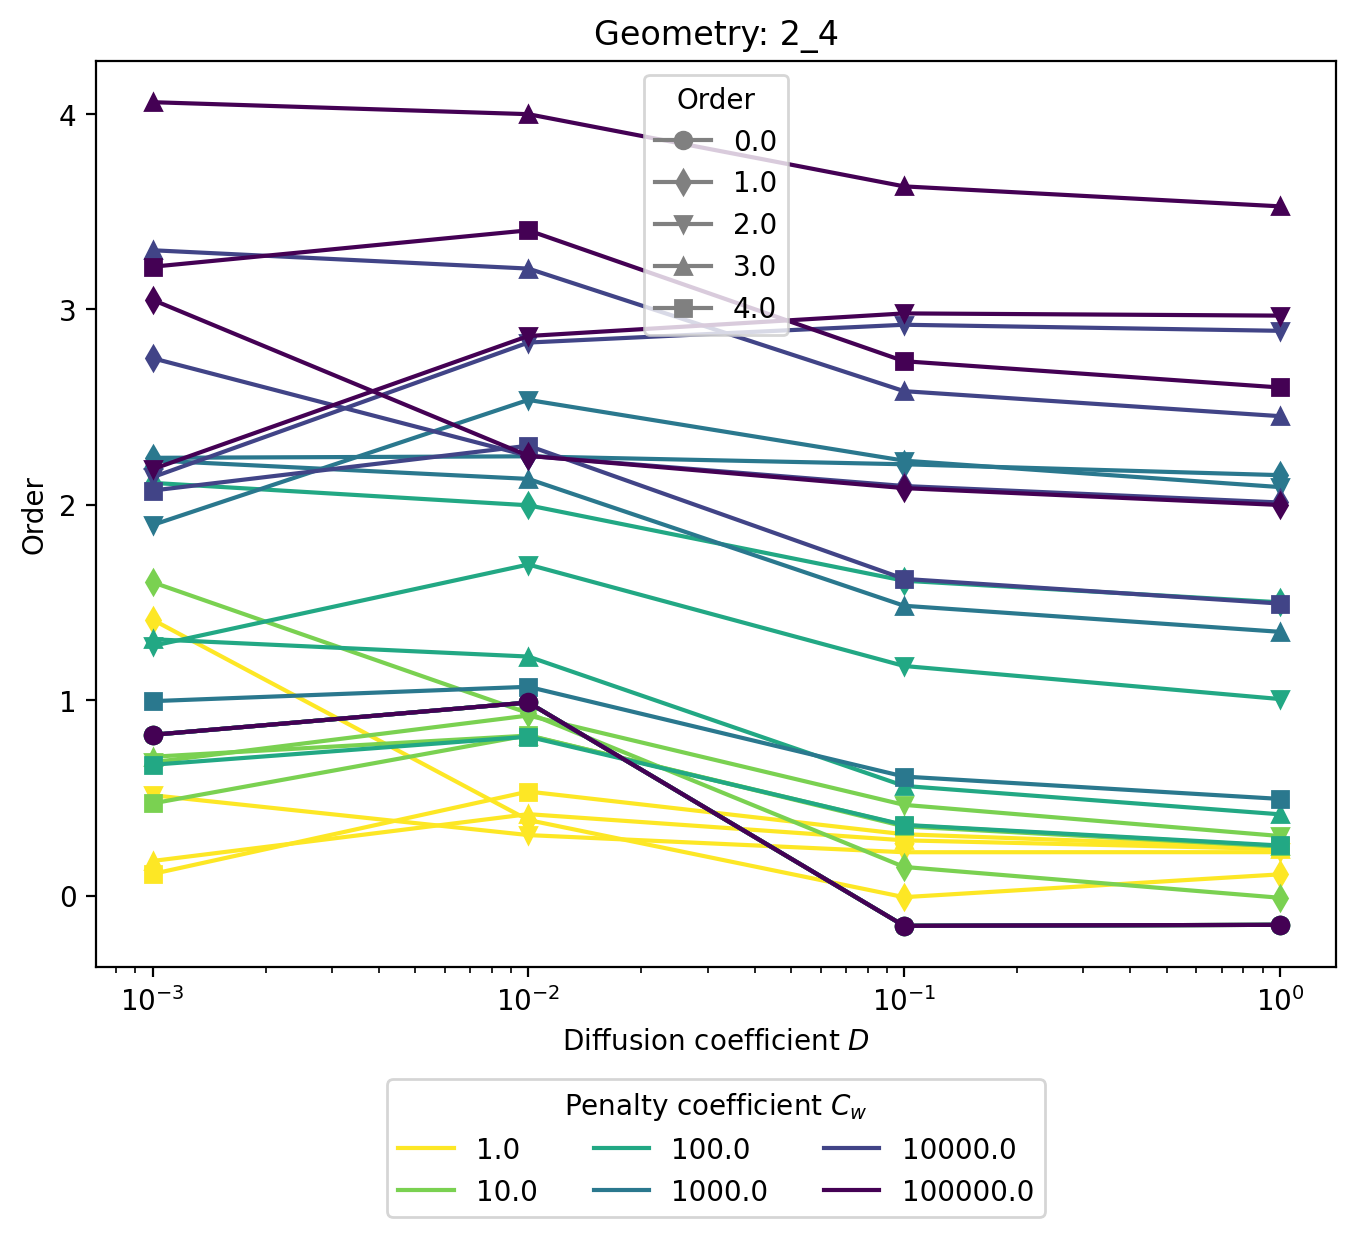 Geometry: 2_4
Order
0.0
1.0
2.0
3.0
4.0
4
3
2
1
0
Order
10⁻³ 10⁻² 10⁻¹ 10⁰
Diffusion coefficient D
Penalty coefficient C_w
1.0 100.0 10000.0
10.0 1000.0 100000.0